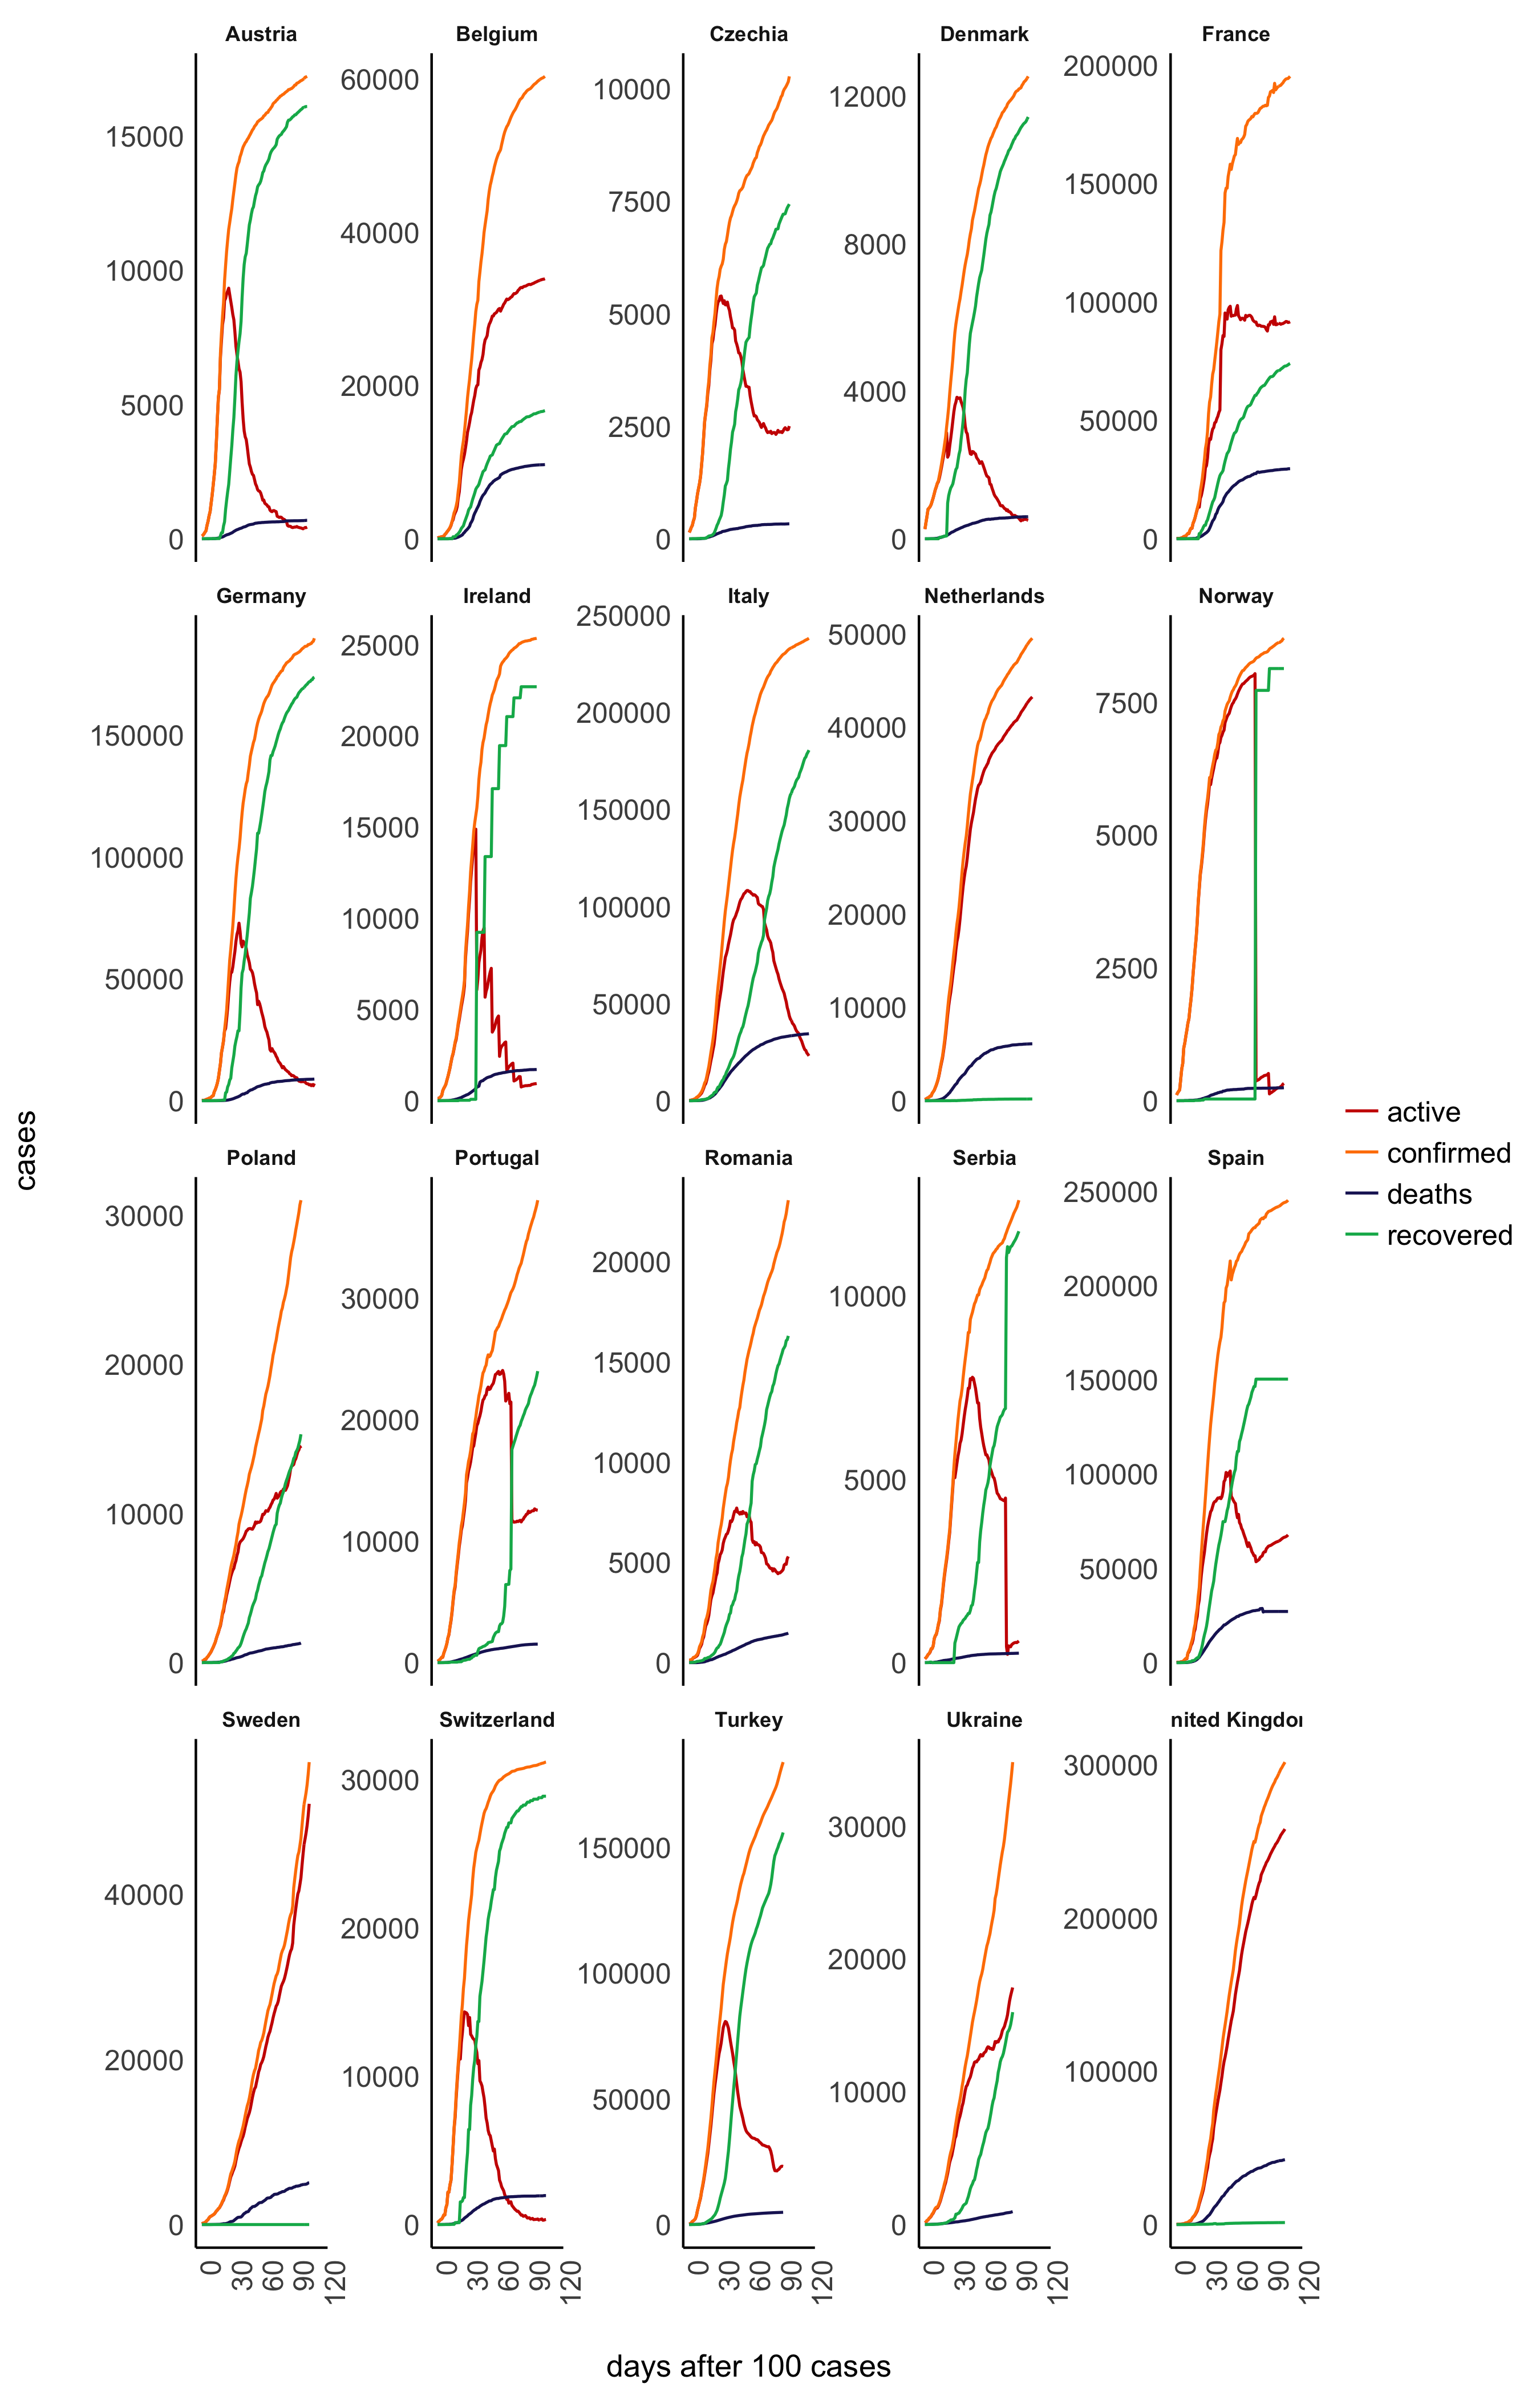 Austria
Belgium
Czechia
Denmark
France
15000
10000
5000
0
60000
40000
20000
0
10000
7500
5000
2500
0
12000
8000
4000
0
200000
150000
100000
50000
0
Germany
Ireland
Italy
Netherlands
Norway
150000
100000
50000
0
25000
20000
15000
10000
5000
0
250000
200000
150000
100000
50000
0
50000
40000
30000
20000
10000
0
7500
5000
2500
0
cases
active
confirmed
deaths
recovered
Poland
Portugal
Romania
Serbia
Spain
30000
20000
10000
0
30000
20000
10000
0
20000
15000
10000
5000
0
10000
5000
0
250000
200000
150000
100000
50000
0
Sweden
Switzerland
Turkey
Ukraine
nited Kingdo
40000
20000
0
30000
20000
10000
0
150000
100000
50000
0
30000
20000
10000
0
300000
200000
100000
0
0 30 60 90 120
0 30 60 90 120
0 30 60 90 120
0 30 60 90 120
0 30 60 90 120
days after 100 cases